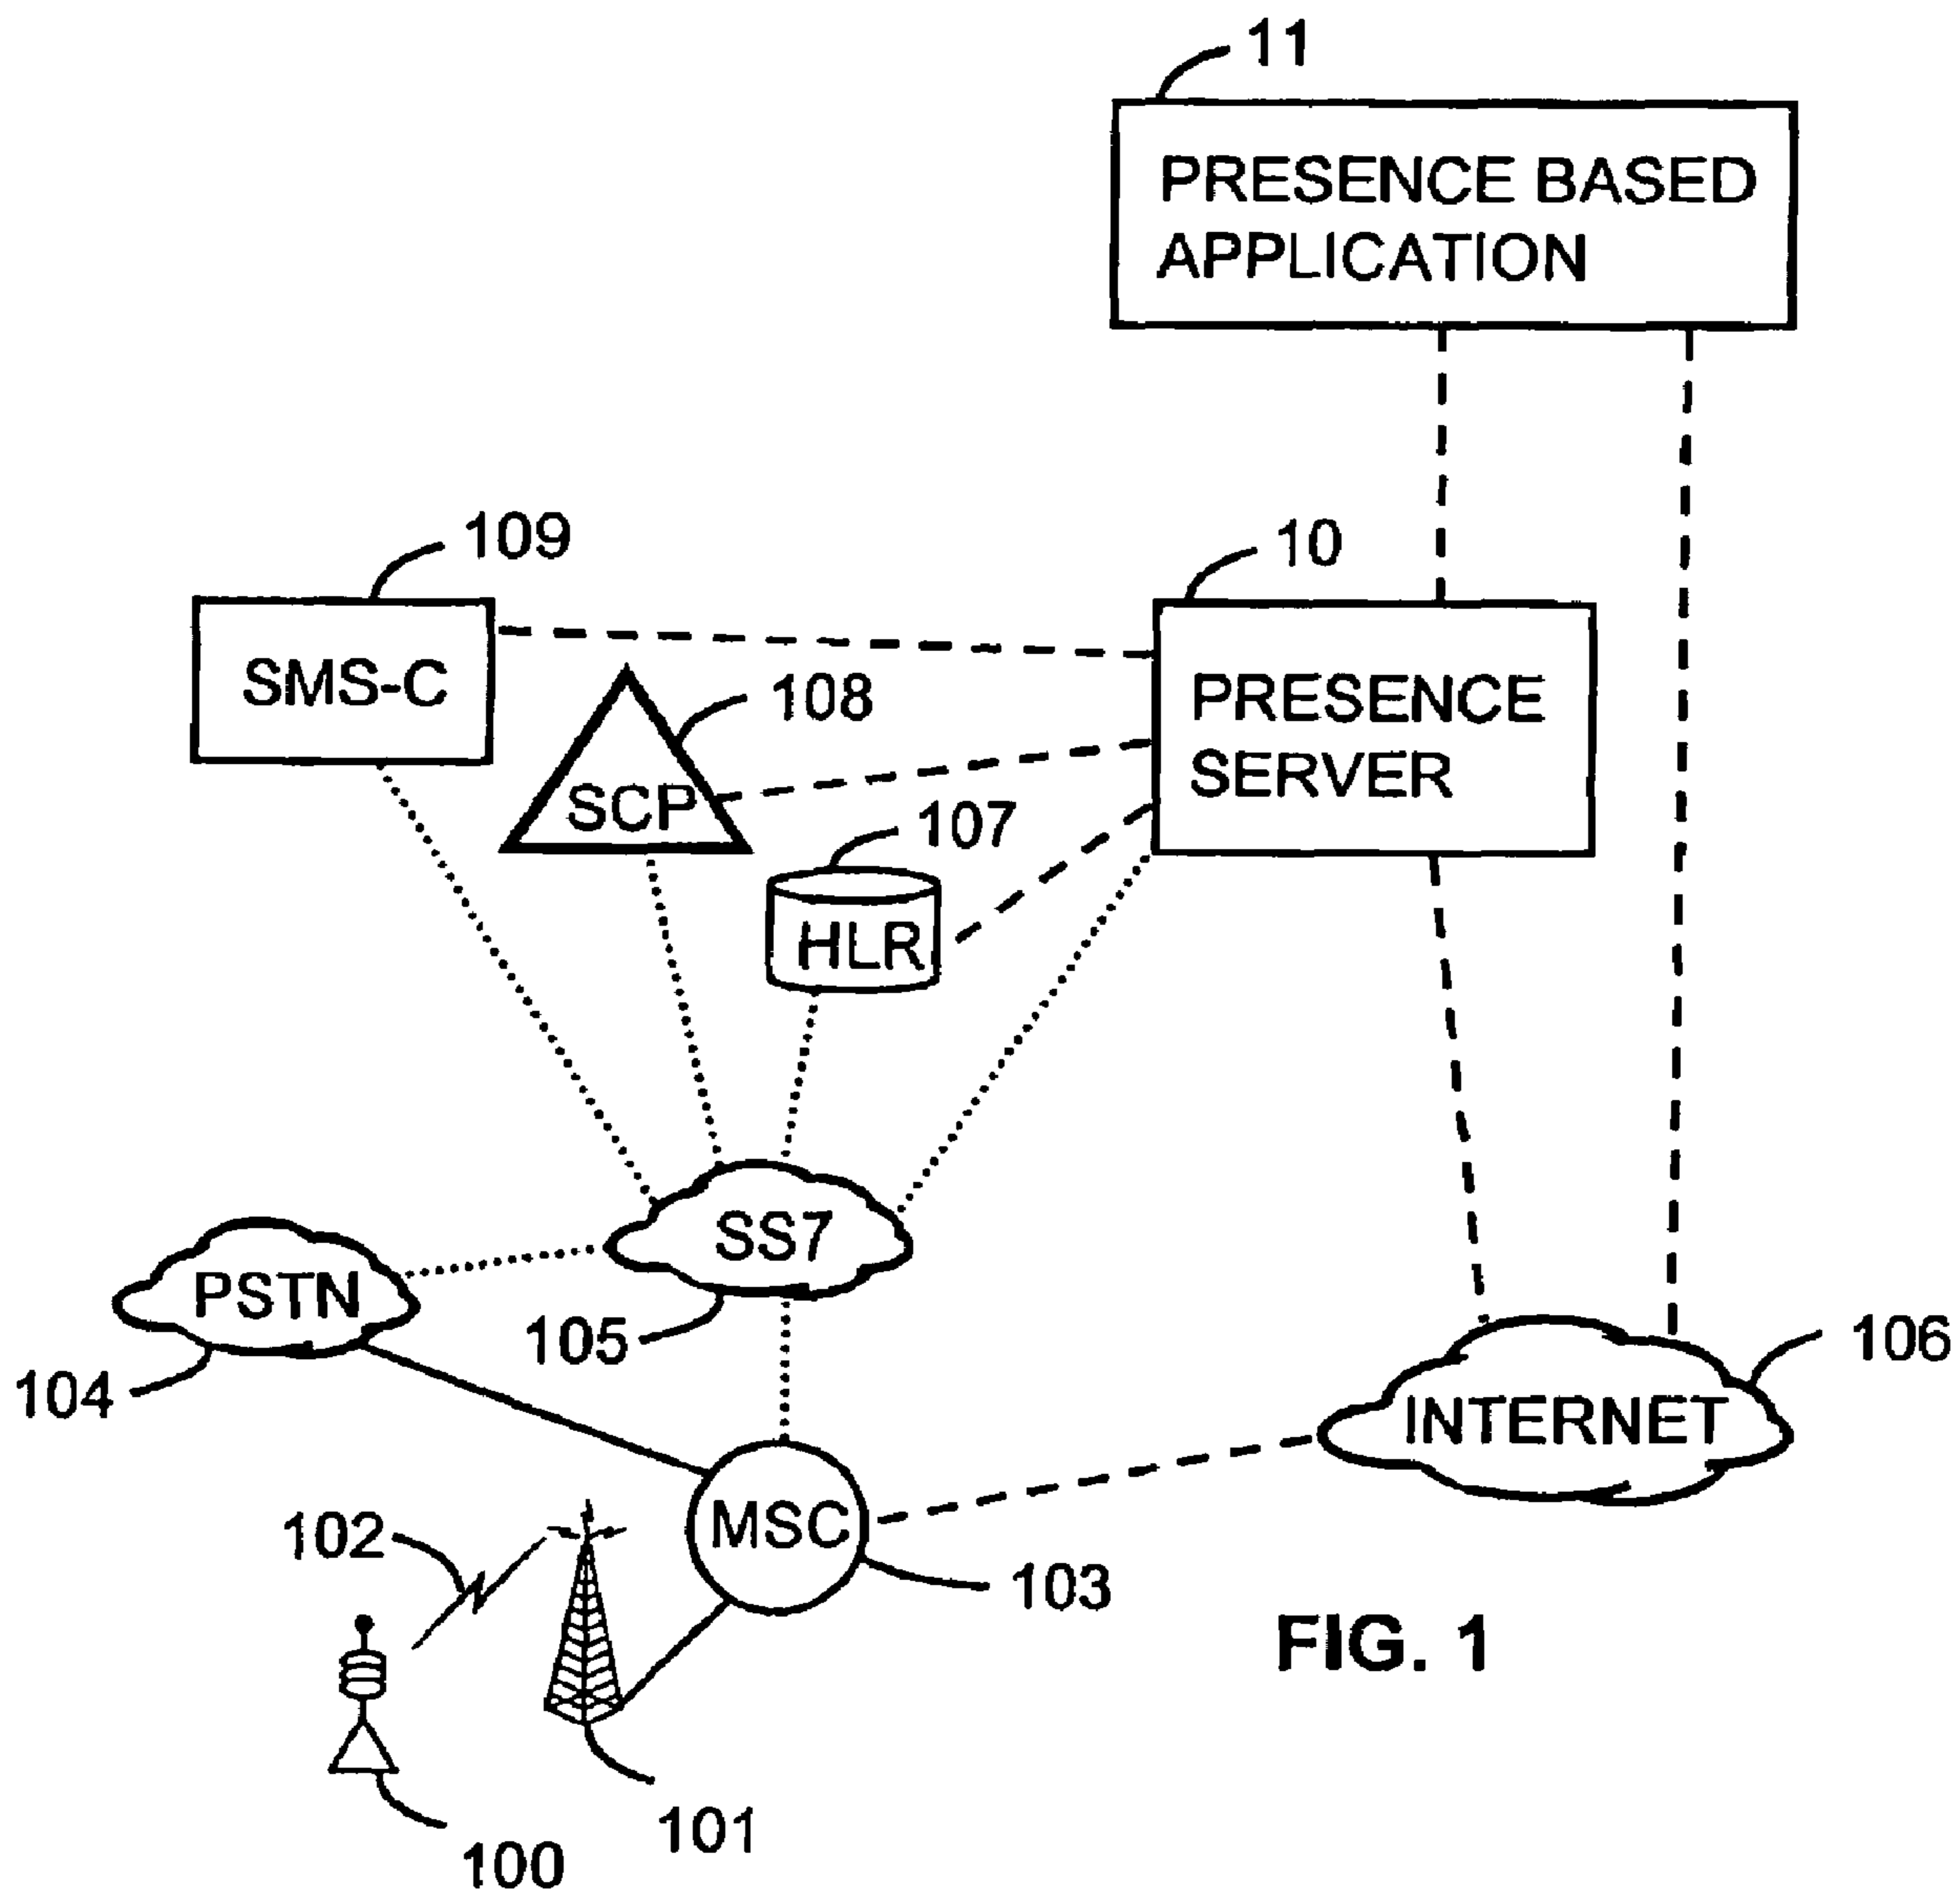 11
PRESENCE BASED
APPLICATION
109
10
SMS-C
108
PRESENCE
SERVER
SCP
107
HLR
SS7
PSTN
105
106
104
INTERNET
MSC
102
103
FIG. 1
101
100